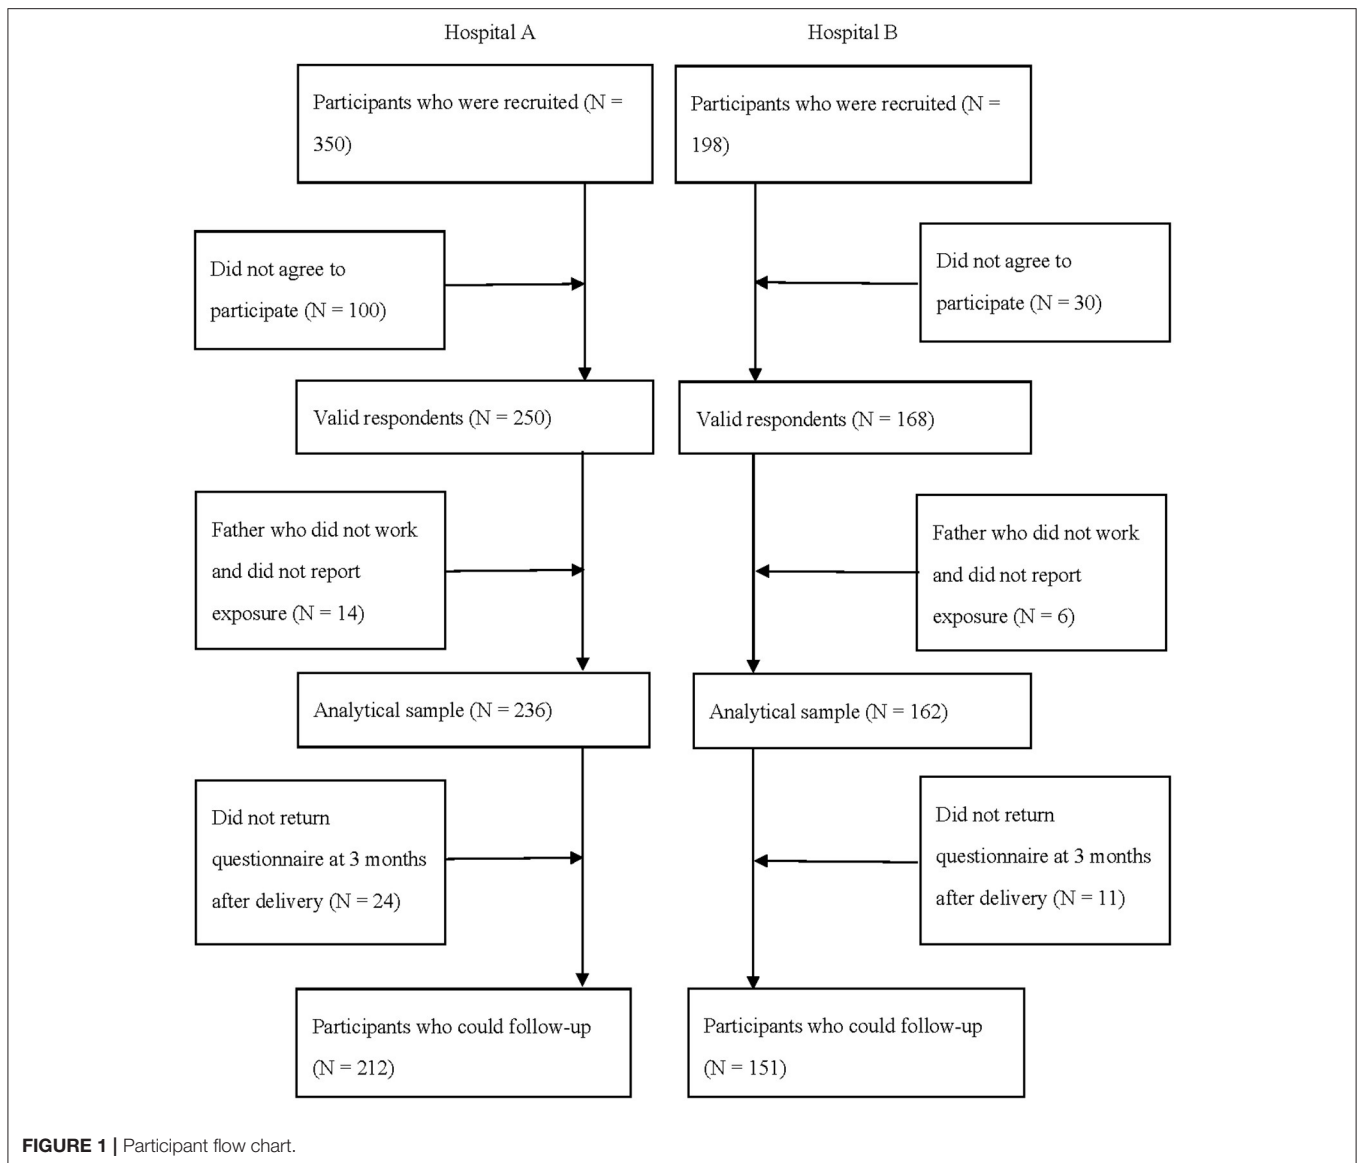 Hospital A
Hospital B
Participants who were recruited (N =
350)
Participants who were recruited (N =
198)
Did not agree to
participate (N = 100)
Did not agree to
participate (N = 30)
Valid respondents (N = 250)
Valid respondents (N = 168)
Father who did not work
and did not report
exposure (N = 14)
Father who did not work
and did not report
exposure (N = 6)
Analytical sample (N = 236)
Analytical sample (N = 162)
Did not return
questionnaire at 3 months
after delivery (N = 24)
Did not return
questionnaire at 3 months
after delivery (N = 11)
Participants who could follow-up
(N = 212)
Participants who could follow-up
(N = 151)
FIGURE 1 | Participant flow chart.